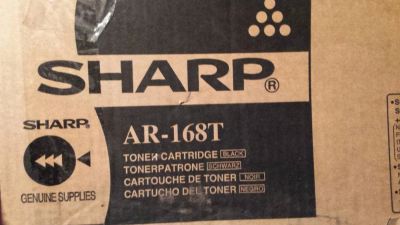 SHARP®
SHARP
AR-168T
TONER CARTRIDGE BLACK
TONERPATRONE SCHWARZ
CARTOUCHE DE TONER NOIR
CARTUCHO DEL TONER NEGRO
GENUINE SUPPLIES